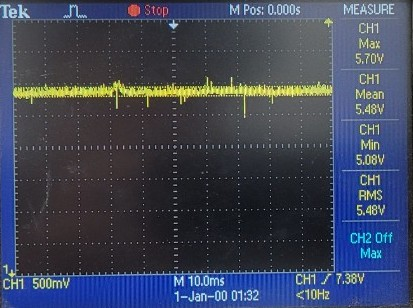 Tek Stop M Pos: 0.000s MEASURE
CH1
Max
5.70V
CH1
Mean
5.48V
CH1
Min
5.08V
CH1
RMS
5.48V
CH2 Off
Max
1
CH1 500mV M 10.0ms CH1 / 7.38V
1-Jan-00 01:32 <10Hz